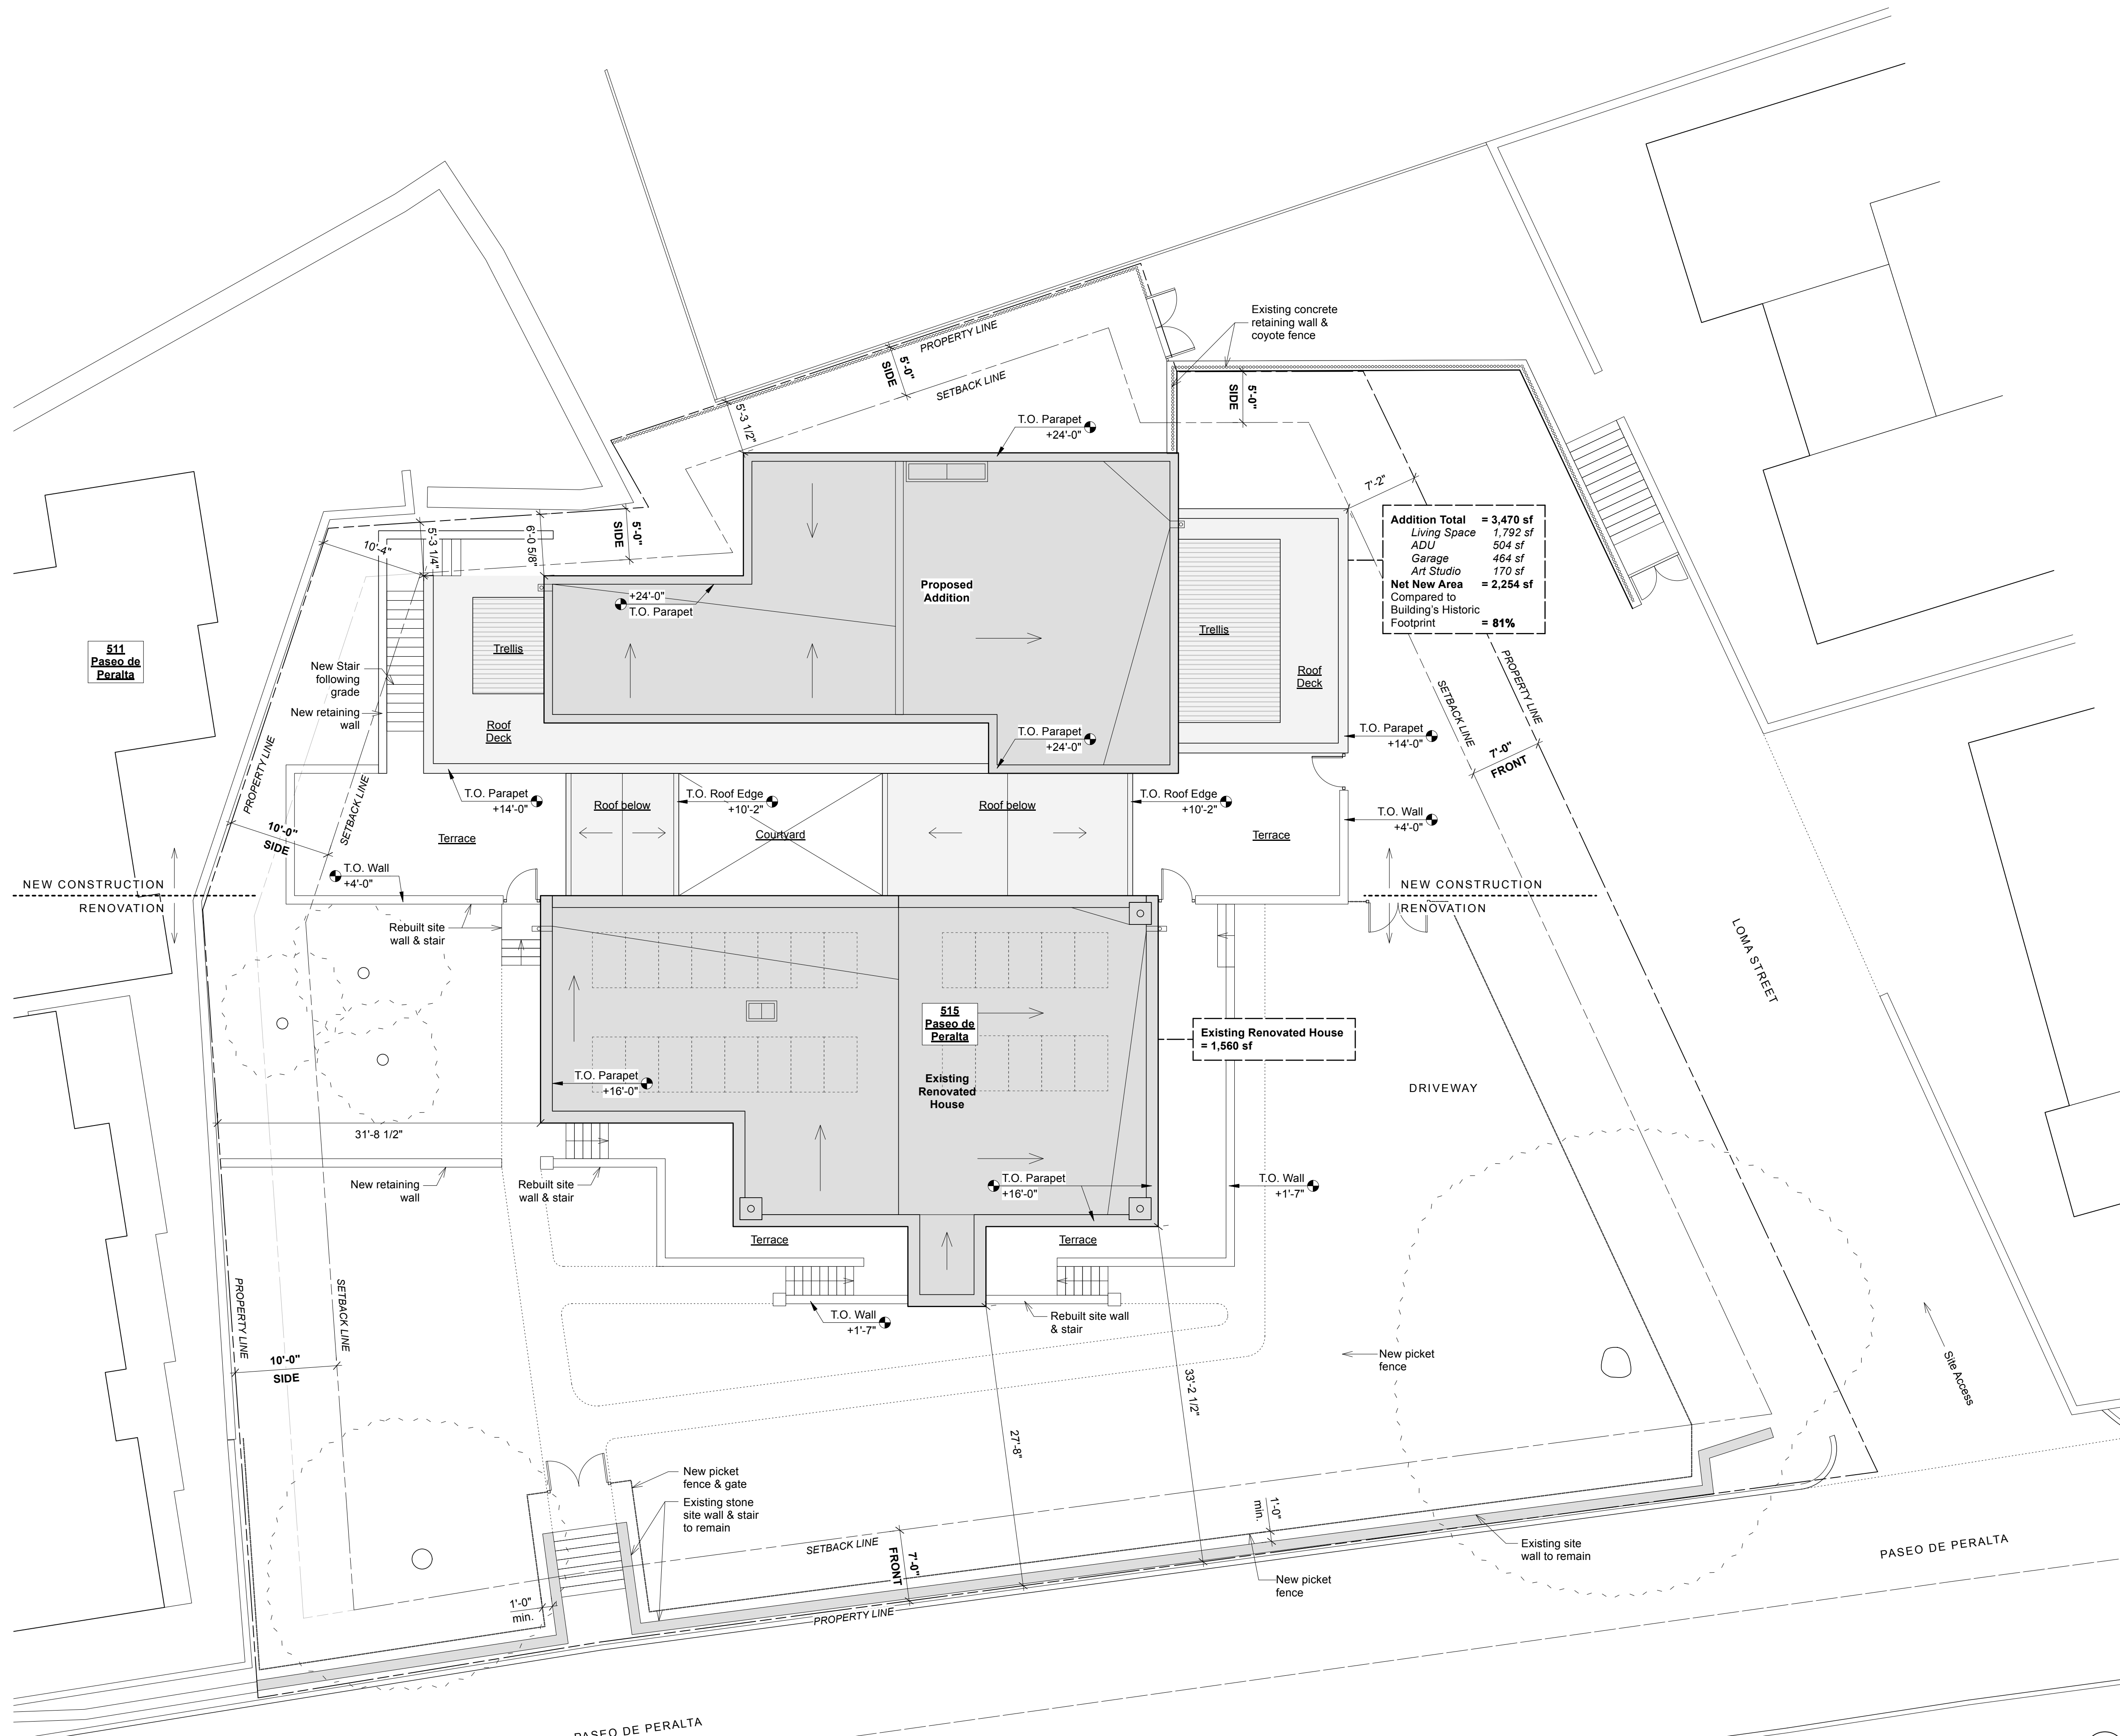 Existing concrete
retaining wall &
coyote fence
PROPERTY LINE
5'-0"
SIDE
SETBACK LINE
5'-0"
SIDE
5'-3 1/2"
T.O. Parapet
+24'-0"
7'-2"
Addition Total = 3,470 sf
Living Space 1,792 sf
ADU 504 sf
Garage 464 sf
Art Studio 170 sf
Net New Area = 2,254 sf
Compared to
Building's Historic
Footprint = 81%
10'-4"
5'-3 1/4"
6'-0 5/8"
5'-0"
SIDE
Proposed
Addition
+24'-0"
T.O. Parapet
Trellis
Trellis
511
Paseo de
Peralta
New Stair
following
grade
New retaining
wall
Roof
Deck
Roof
Deck
T.O. Parapet
+24'-0"
T.O. Parapet
+14'-0"
PROPERTY LINE
SETBACK LINE
7'-0"
FRONT
PROPERTY LINE
SETBACK LINE
10'-0"
SIDE
T.O. Parapet
+14'-0"
Roof below
T.O. Roof Edge
+10'-2"
Courtyard
Roof below
T.O. Roof Edge
+10'-2"
T.O. Wall
+4'-0"
Terrace
Terrace
T.O. Wall
+4'-0"
NEW CONSTRUCTION
RENOVATION
NEW CONSTRUCTION
RENOVATION
Rebuilt site
wall & stair
LOMA STREET
515
Paseo de
Peralta
Existing
Renovated
House
Existing Renovated House
= 1,560 sf
T.O. Parapet
+16'-0"
DRIVEWAY
31'-8 1/2"
New retaining
wall
Rebuilt site
wall & stair
T.O. Parapet
+16'-0"
T.O. Wall
+1'-7"
Terrace
Terrace
T.O. Wall
+1'-7"
Rebuilt site wall
& stair
PROPERTY LINE
SETBACK LINE
10'-0"
SIDE
New picket
fence
Site Access
33'-2 1/2"
27'-8"
New picket
fence & gate
Existing stone
site wall & stair
to remain
1'-0"
min.
SETBACK LINE
7'-0"
FRONT
Existing site
wall to remain
PASEO DE PERALTA
New picket
fence
1'-0"
min.
PROPERTY LINE
PASEO DE PERALTA